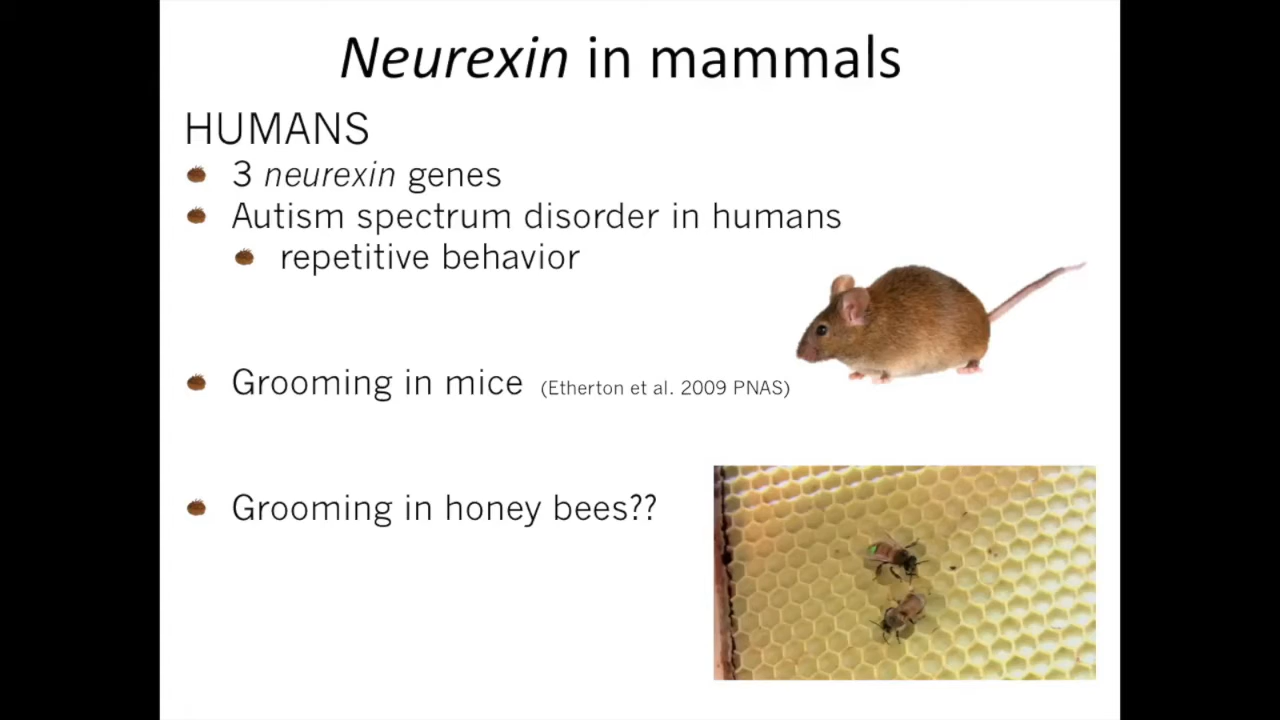 Neurexin in mammals
HUMANS
3 neurexin genes
Autism spectrum disorder in humans
repetitive behavior
Grooming in mice (Etherton et al. 2009 PNAS)
Grooming in honey bees??